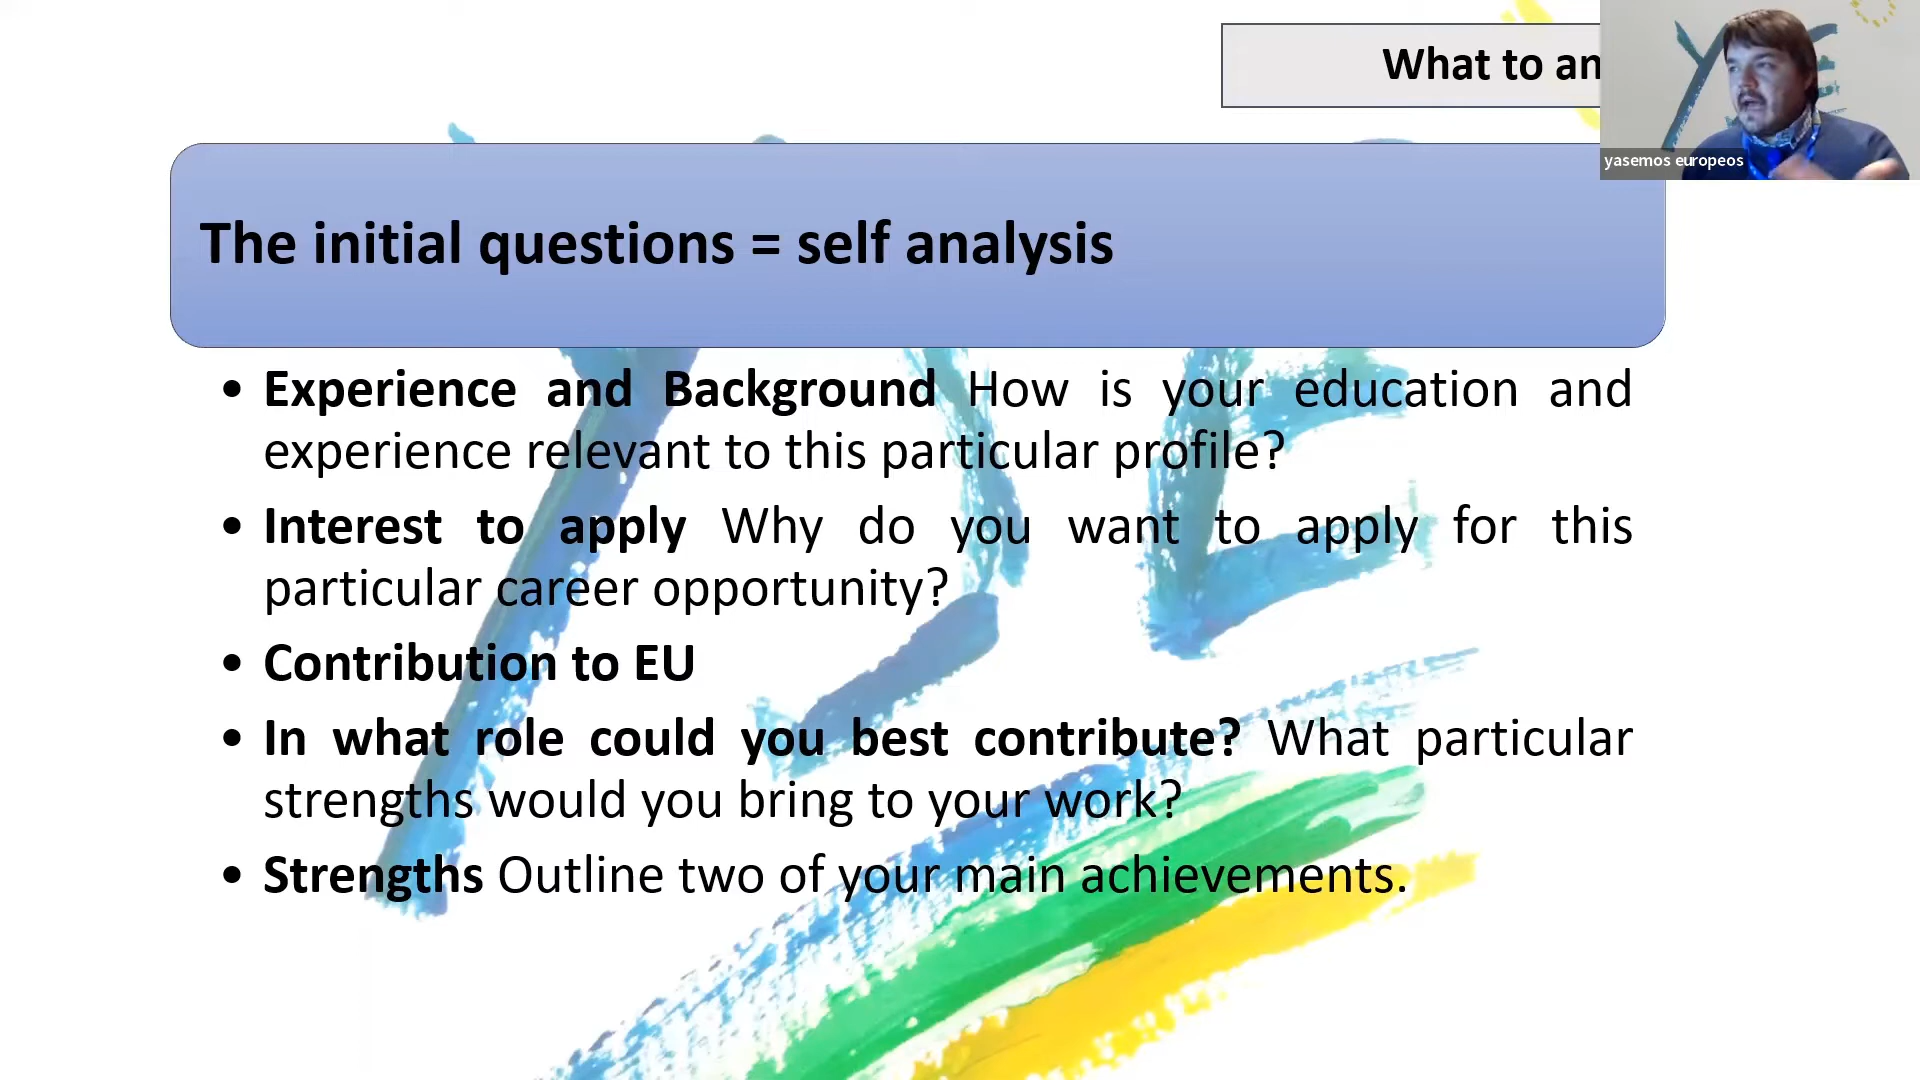 What to an
yasemos europeos
The initial questions = self analysis
• Experience and Background How is your education and
experience relevant to this particular profile?
• Interest to apply Why do you want to apply for this
particular career opportunity?
• Contribution to EU
• In what role could you best contribute? What particular
strengths would you bring to your work?
• Strengths Outline two of your main achievements.